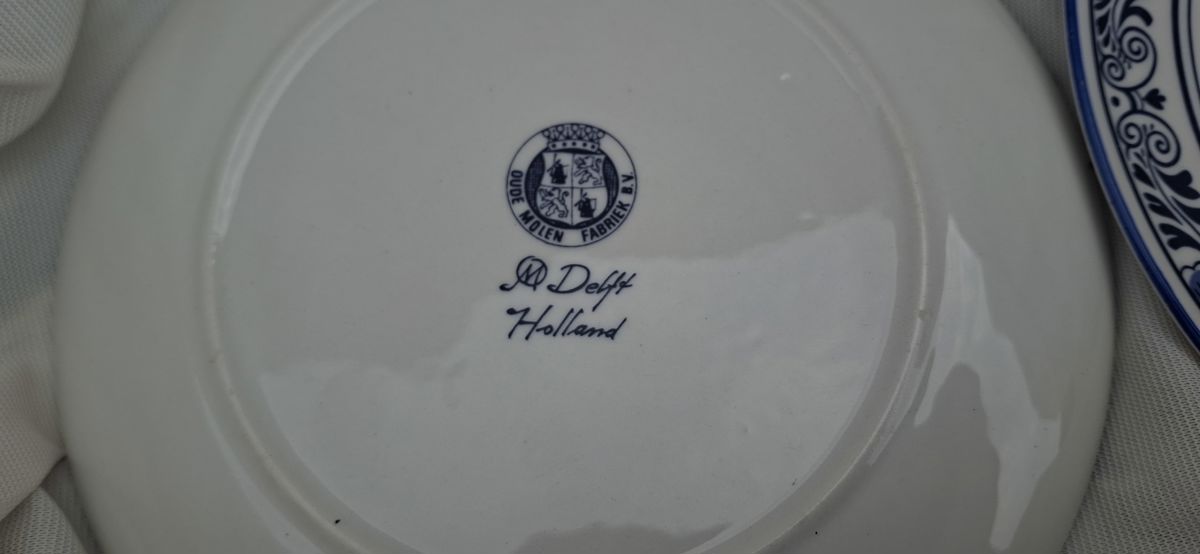 OUDE MOLEN FABRIEK B.V.
OM Delft
Holland